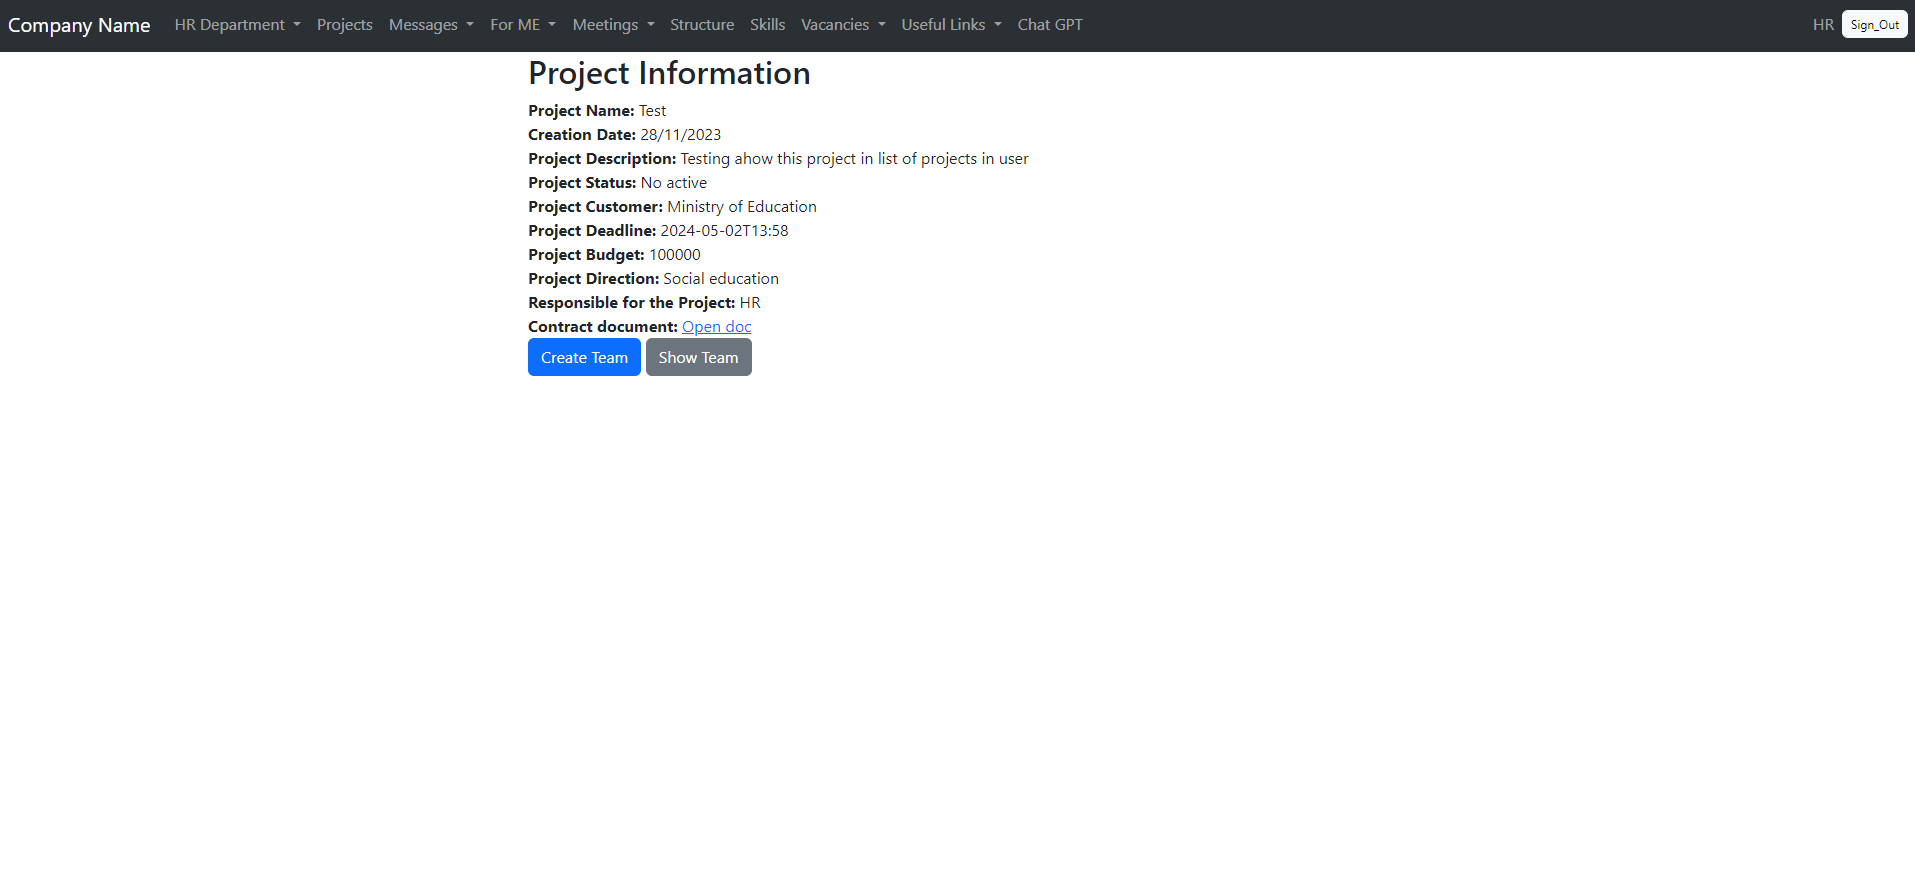 Company Name HR Department Projects Messages For ME Meetings Structure Skills Vacancies Useful Links Chat GPT HR Sign_Out
Project Information
Project Name: Test
Creation Date: 28/11/2023
Project Description: Testing ahow this project in list of projects in user
Project Status: No active
Project Customer: Ministry of Education
Project Deadline: 2024-05-02T13:58
Project Budget: 100000
Project Direction: Social education
Responsible for the Project: HR
Contract document: Open doc
Create Team Show Team